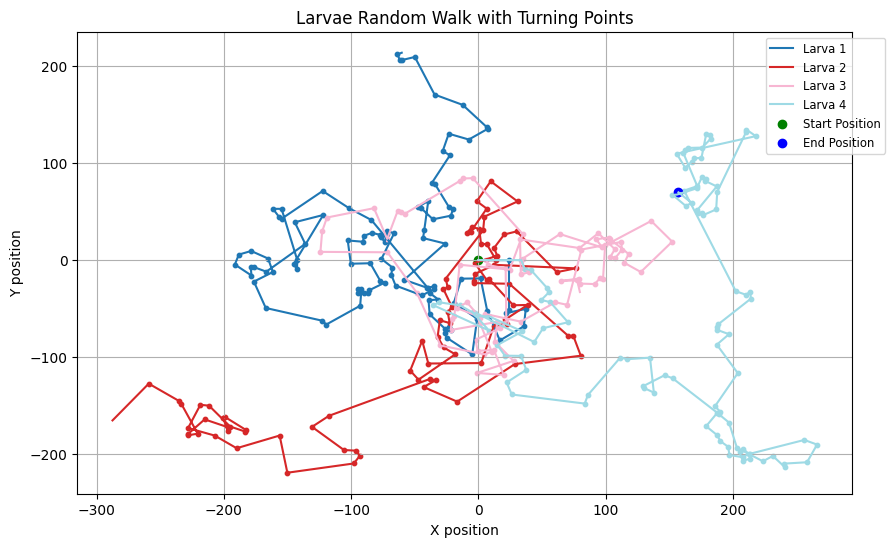 Larvae Random Walk with Turning Points
Larva 1
Larva 2
Larva 3
Larva 4
Start Position
End Position
200
100
0
−100
−200
Y position
−300
−200
−100
0
100
200
X position